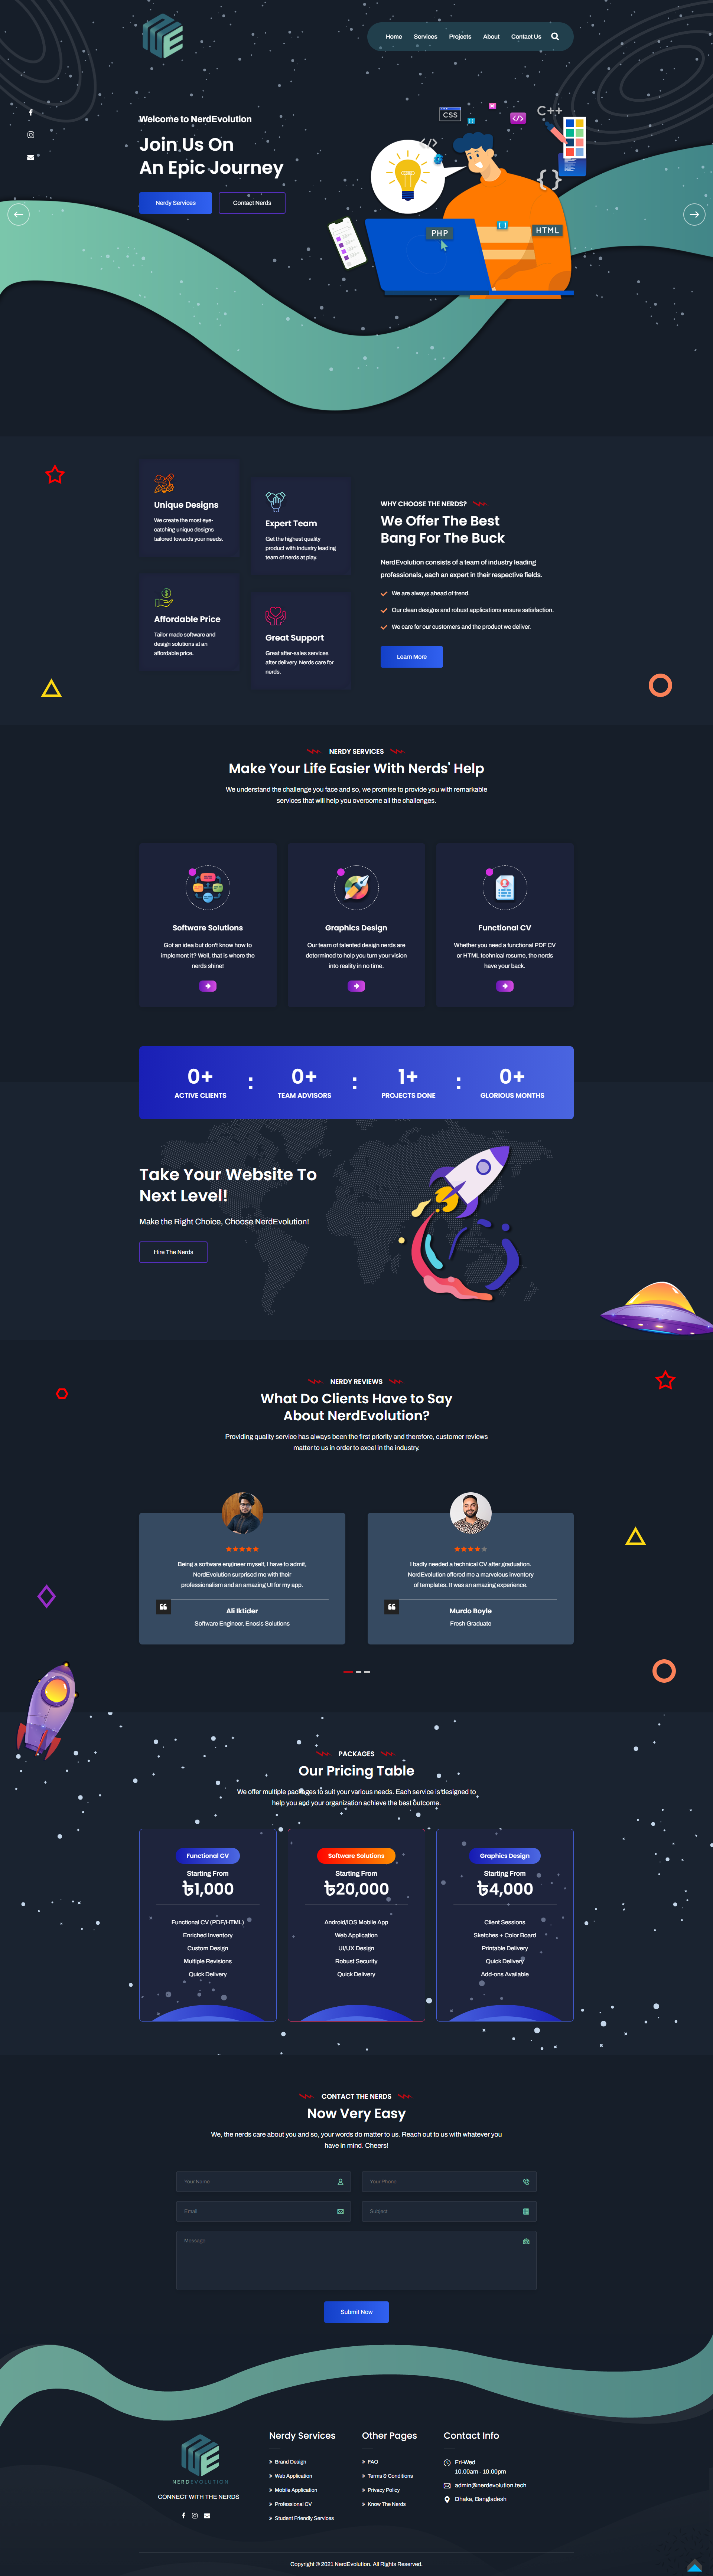 Home Services Projects About Contact Us
Welcome to NerdEvolution
Join Us On
An Epic Journey
Nerdy Services
Contact Nerds
CSS
C++
</>
</>
{ }
PHP
HTML
Unique Designs
We create the most eye-
catching unique designs
tailored towards your needs.
Expert Team
Get the highest quality
product with industry leading
team of nerds at play.
Affordable Price
Tailor made software and
design solutions at an
affordable price.
Great Support
Great after-sales services
after delivery. Nerds care for
nerds.
WHY CHOOSE THE NERDS?
We Offer The Best
Bang For The Buck
NerdEvolution consists of a team of industry leading
professionals, each an expert in their respective fields.
We are always ahead of trend.
Our clean designs and robust applications ensure satisfaction.
We care for our customers and the product we deliver.
Learn More
NERDY SERVICES
Make Your Life Easier With Nerds' Help
We understand the challenge you face and so, we promise to provide you with remarkable
services that will help you overcome all the challenges.
Software Solutions
Got an idea but don't know how to
implement it? Well, that is where the
nerds shine!
Graphics Design
Our team of talented design nerds are
determined to help you turn your vision
into reality in no time.
Functional CV
Whether you need a functional PDF CV
or HTML technical resume, the nerds
have your back.
0+ : 0+ : 1+ : 0+
ACTIVE CLIENTS TEAM ADVISORS PROJECTS DONE GLORIOUS MONTHS
Take Your Website To
Next Level!
Make the Right Choice, Choose NerdEvolution!
Hire The Nerds
NERDY REVIEWS
What Do Clients Have to Say
About NerdEvolution?
Providing quality service has always been the first priority and therefore, customer reviews
matter to us in order to excel in the industry.
Being a software engineer myself, I have to admit,
NerdEvolution surprised me with their
professionalism and an amazing UI for my app.
Ali Iktider
Software Engineer, Enosis Solutions
I badly needed a technical CV after graduation.
NerdEvolution offered me a marvelous inventory
of templates. It was an amazing experience.
Murdo Boyle
Fresh Graduate
PACKAGES
Our Pricing Table
We offer multiple packages to suit your various needs. Each service is designed to
help you and your organization achieve the best outcome.
Functional CV
Starting From
৳1,000
Functional CV (PDF/HTML)
Enriched Inventory
Custom Design
Multiple Revisions
Quick Delivery
Software Solutions
Starting From
৳20,000
Android/IOS Mobile App
Web Application
UI/UX Design
Robust Security
Quick Delivery
Graphics Design
Starting From
৳4,000
Client Sessions
Sketches + Color Board
Printable Delivery
Quick Delivery
Add-ons Available
CONTACT THE NERDS
Now Very Easy
We, the nerds care about you and so, your words do matter to us. Reach out to us with whatever you
have in mind. Cheers!
Your Name
Your Phone
Email
Subject
Message
Submit Now
NERDEVOLUTION
CONNECT WITH THE NERDS
Nerdy Services
Brand Design
Web Application
Mobile Application
Professional CV
Student Friendly Services
Other Pages
FAQ
Terms & Conditions
Privacy Policy
Know The Nerds
Contact Info
Fri-Wed
10.00am - 10.00pm
admin@nerdevolution.tech
Dhaka, Bangladesh
Copyright © 2021 NerdEvolution. All Rights Reserved.